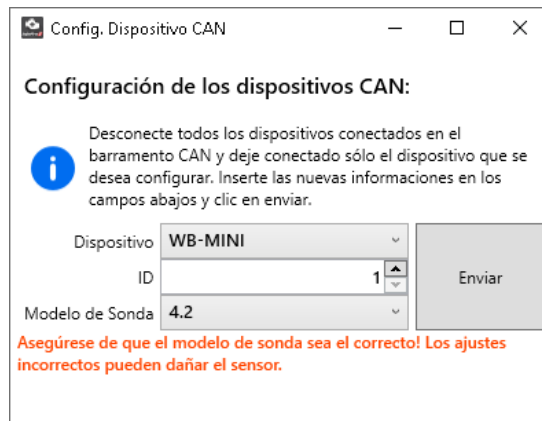 Config. Dispositivo CAN
Configuración de los dispositivos CAN:
Desconecte todos los dispositivos conectados en el
barramento CAN y deje conectado sólo el dispositivo que se
desea configurar. Inserte las nuevas informaciones en los
campos abajos y clic en enviar.
Dispositivo WB-MINI
ID 1
Enviar
Modelo de Sonda 4.2
Asegúrese de que el modelo de sonda sea el correcto! Los ajustes
incorrectos pueden dañar el sensor.